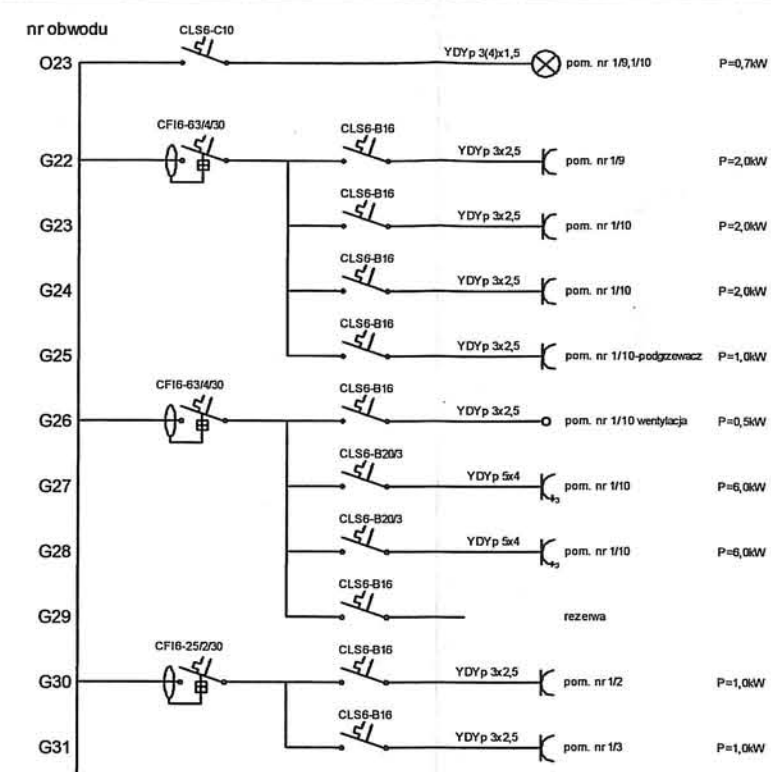 nr obwodu
CLS6-C10
O23 YDYp 3(4)x1,5 pom. nr 1/9,1/10 P=0,7kW
CFI6-63/4/30 CLS6-B16
G22 YDYp 3x2,5 pom. nr 1/9 P=2,0kW
CLS6-B16
G23 YDYp 3x2,5 pom. nr 1/10 P=2,0kW
CLS6-B16
G24 YDYp 3x2,5 pom. nr 1/10 P=2,0kW
CLS6-B16
G25 YDYp 3x2,5 pom. nr 1/10-podgrzewacz P=1,0kW
CFI6-63/4/30 CLS6-B16
G26 YDYp 3x2,5 pom. nr 1/10 wentylacja P=0,5kW
CLS6-B20/3
G27 YDYp 5x4 3 pom. nr 1/10 P=6,0kW
CLS6-B20/3
G28 YDYp 5x4 3 pom. nr 1/10 P=6,0kW
CLS6-B16
G29 rezerwa
CFI6-25/2/30 CLS6-B16
G30 YDYp 3x2,5 pom. nr 1/2 P=1,0kW
CLS6-B16
G31 YDYp 3x2,5 pom. nr 1/3 P=1,0kW